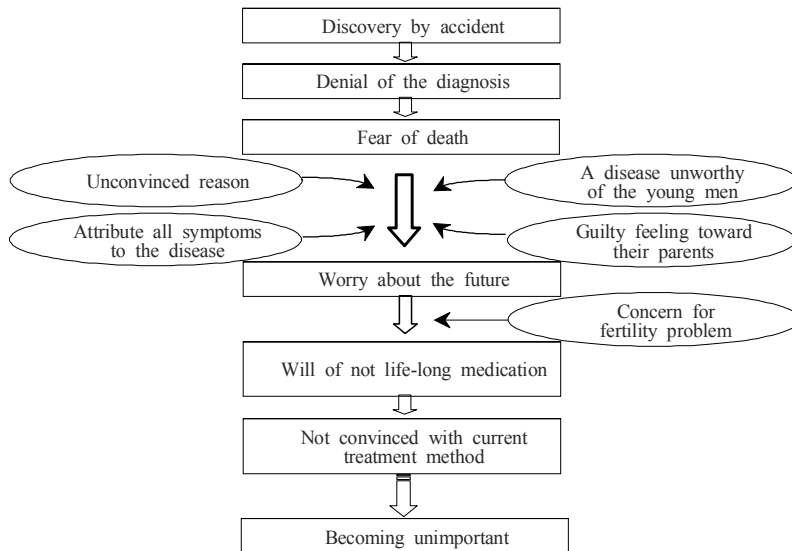 Discovery by accident
Denial of the diagnosis
Fear of death
Unconvinced reason
A disease unworthy
of the young men
Attribute all symptoms
to the disease
Guilty feeling toward
their parents
Worry about the future
Concern for
fertility problem
Will of not life-long medication
Not convinced with current
treatment method
Becoming unimportant